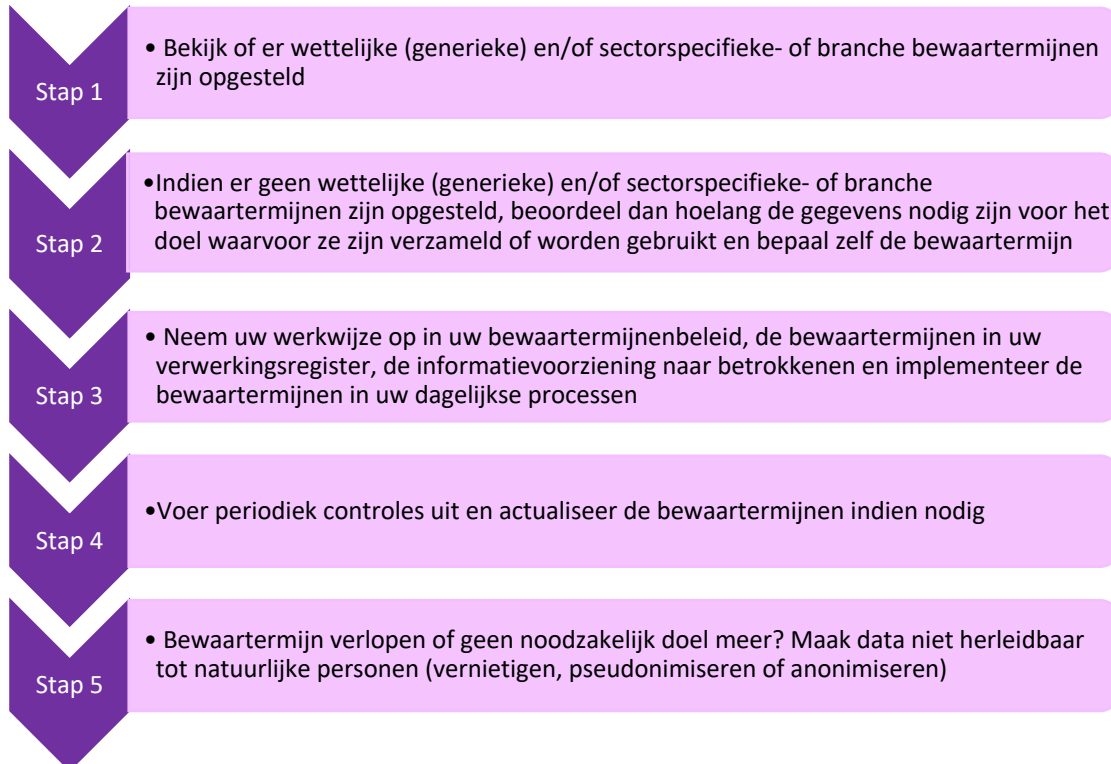 Stap 1
• Bekijk of er wettelijke (generieke) en/of sectorspecifieke- of branche bewaartermijnen
zijn opgesteld
Stap 2
•Indien er geen wettelijke (generieke) en/of sectorspecifieke- of branche
bewaartermijnen zijn opgesteld, beoordeel dan hoelang de gegevens nodig zijn voor het
doel waarvoor ze zijn verzameld of worden gebruikt en bepaal zelf de bewaartermijn
Stap 3
• Neem uw werkwijze op in uw bewaartermijnenbeleid, de bewaartermijnen in uw
verwerkingsregister, de informatievoorziening naar betrokkenen en implementeer de
bewaartermijnen in uw dagelijkse processen
Stap 4
•Voer periodiek controles uit en actualiseer de bewaartermijnen indien nodig
Stap 5
• Bewaartermijn verlopen of geen noodzakelijk doel meer? Maak data niet herleidbaar
tot natuurlijke personen (vernietigen, pseudonimiseren of anonimiseren)